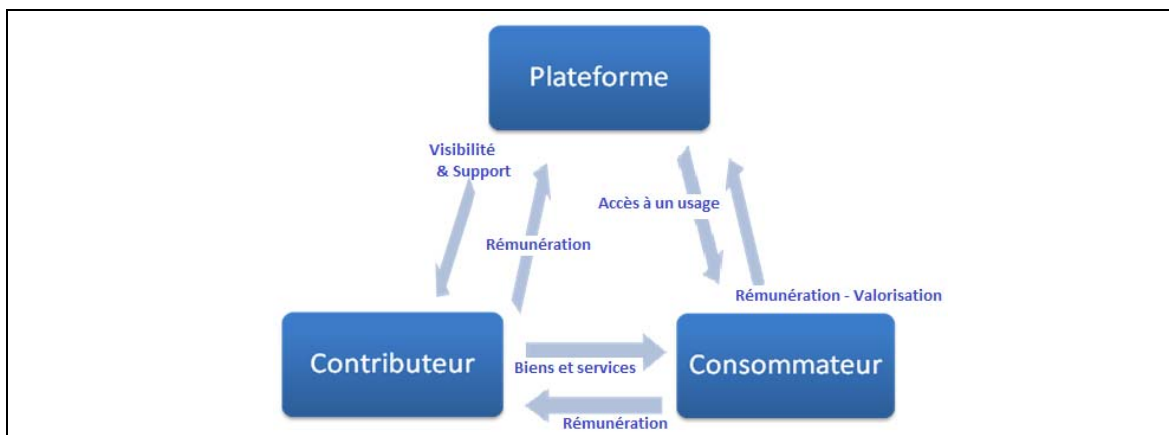 Plateforme
Visibilité
& Support
Accès à un usage
Rémunération
Rémunération - Valorisation
Contributeur
Biens et services
Consommateur
Rémunération